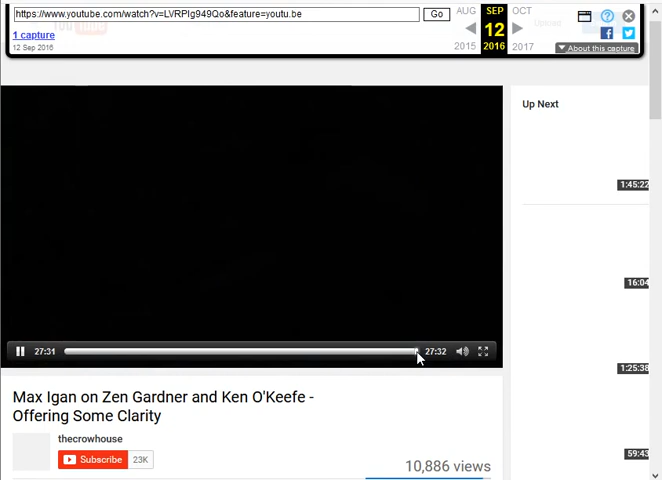 https://www.youtube.com/watch?v=LVRPIg949Qo&feature=youtu.be
Go
AUG
SEP
OCT
Upload
1 capture
12
12 Sep 2016
2015
2016
2017
About this capture
Up Next
1:45:22
16:04
27:31
27:32
1:25:38
Max Igan on Zen Gardner and Ken O'Keefe -
Offering Some Clarity
thecrowhouse
Subscribe
23K
59:43
10,886 views